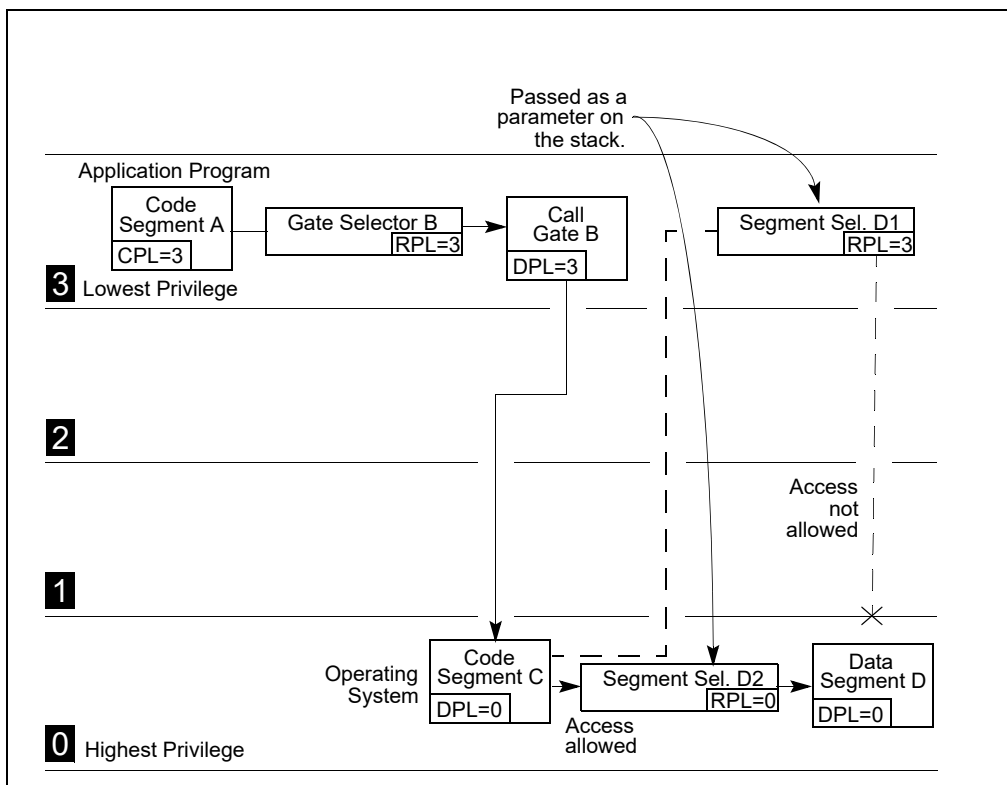 Passed as a
parameter on
the stack.
Application Program
Code
Segment A
CPL=3
Gate Selector B
RPL=3
Call
Gate B
DPL=3
Segment Sel. D1
RPL=3
3
Lowest Privilege
2
Access
not
allowed
1
Operating
System
Code
Segment C
DPL=0
Access
allowed
Segment Sel. D2
RPL=0
Data
Segment D
DPL=0
0
Highest Privilege